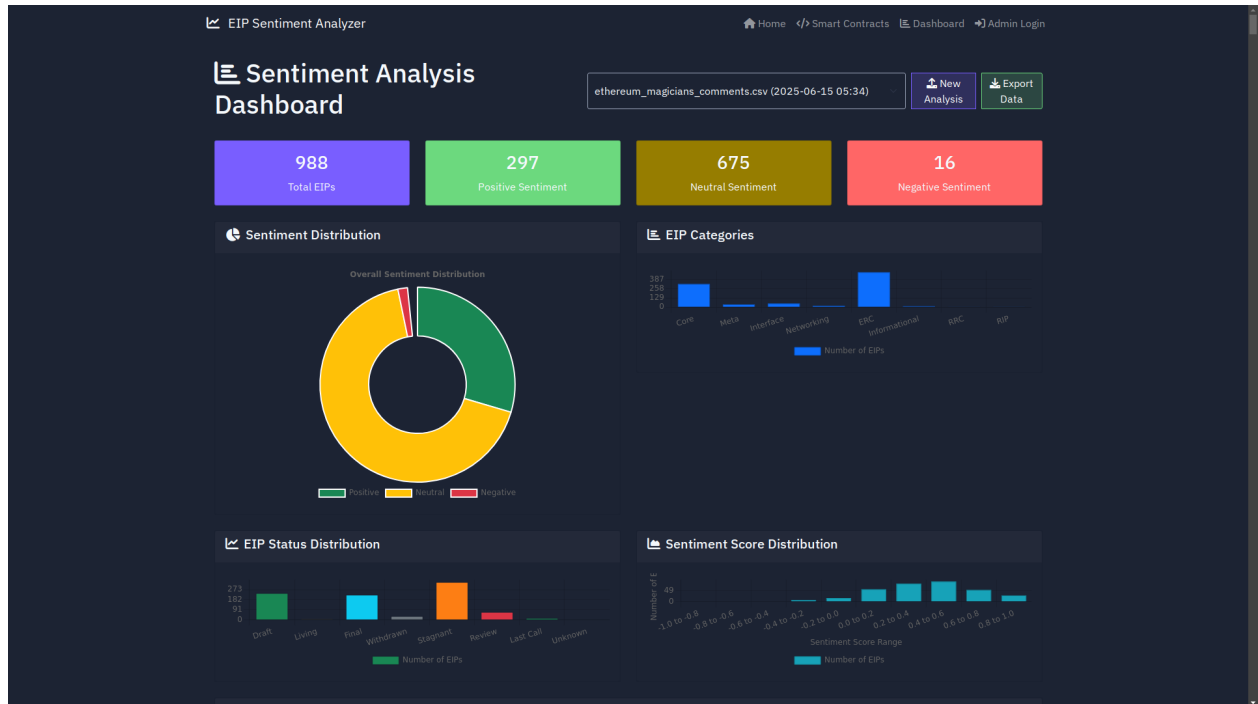 EIP Sentiment Analyzer
Home
Smart Contracts
Dashboard
Admin Login
Sentiment Analysis
Dashboard
ethereum_magicians_comments.csv (2025-06-15 05:34)
New
Analysis
Export
Data
988
Total EIPs
297
Positive Sentiment
675
Neutral Sentiment
16
Negative Sentiment
Sentiment Distribution
Overall Sentiment Distribution
Positive
Neutral
Negative
EIP Categories
387
258
129
0
Core
Meta
Interface
Networking
ERC
Informational
RRC
RIP
Number of EIPs
EIP Status Distribution
273
182
91
0
Draft
Living
Final
Withdrawn
Stagnant
Review
Last Call
Unknown
Number of EIPs
Sentiment Score Distribution
Number of E
49
0
-1.0 to -0.8
-0.8 to -0.6
-0.6 to -0.4
-0.4 to -0.2
-0.2 to 0.0
0.0 to 0.2
0.2 to 0.4
0.4 to 0.6
0.6 to 0.8
0.8 to 1.0
Sentiment Score Range
Number of EIPs